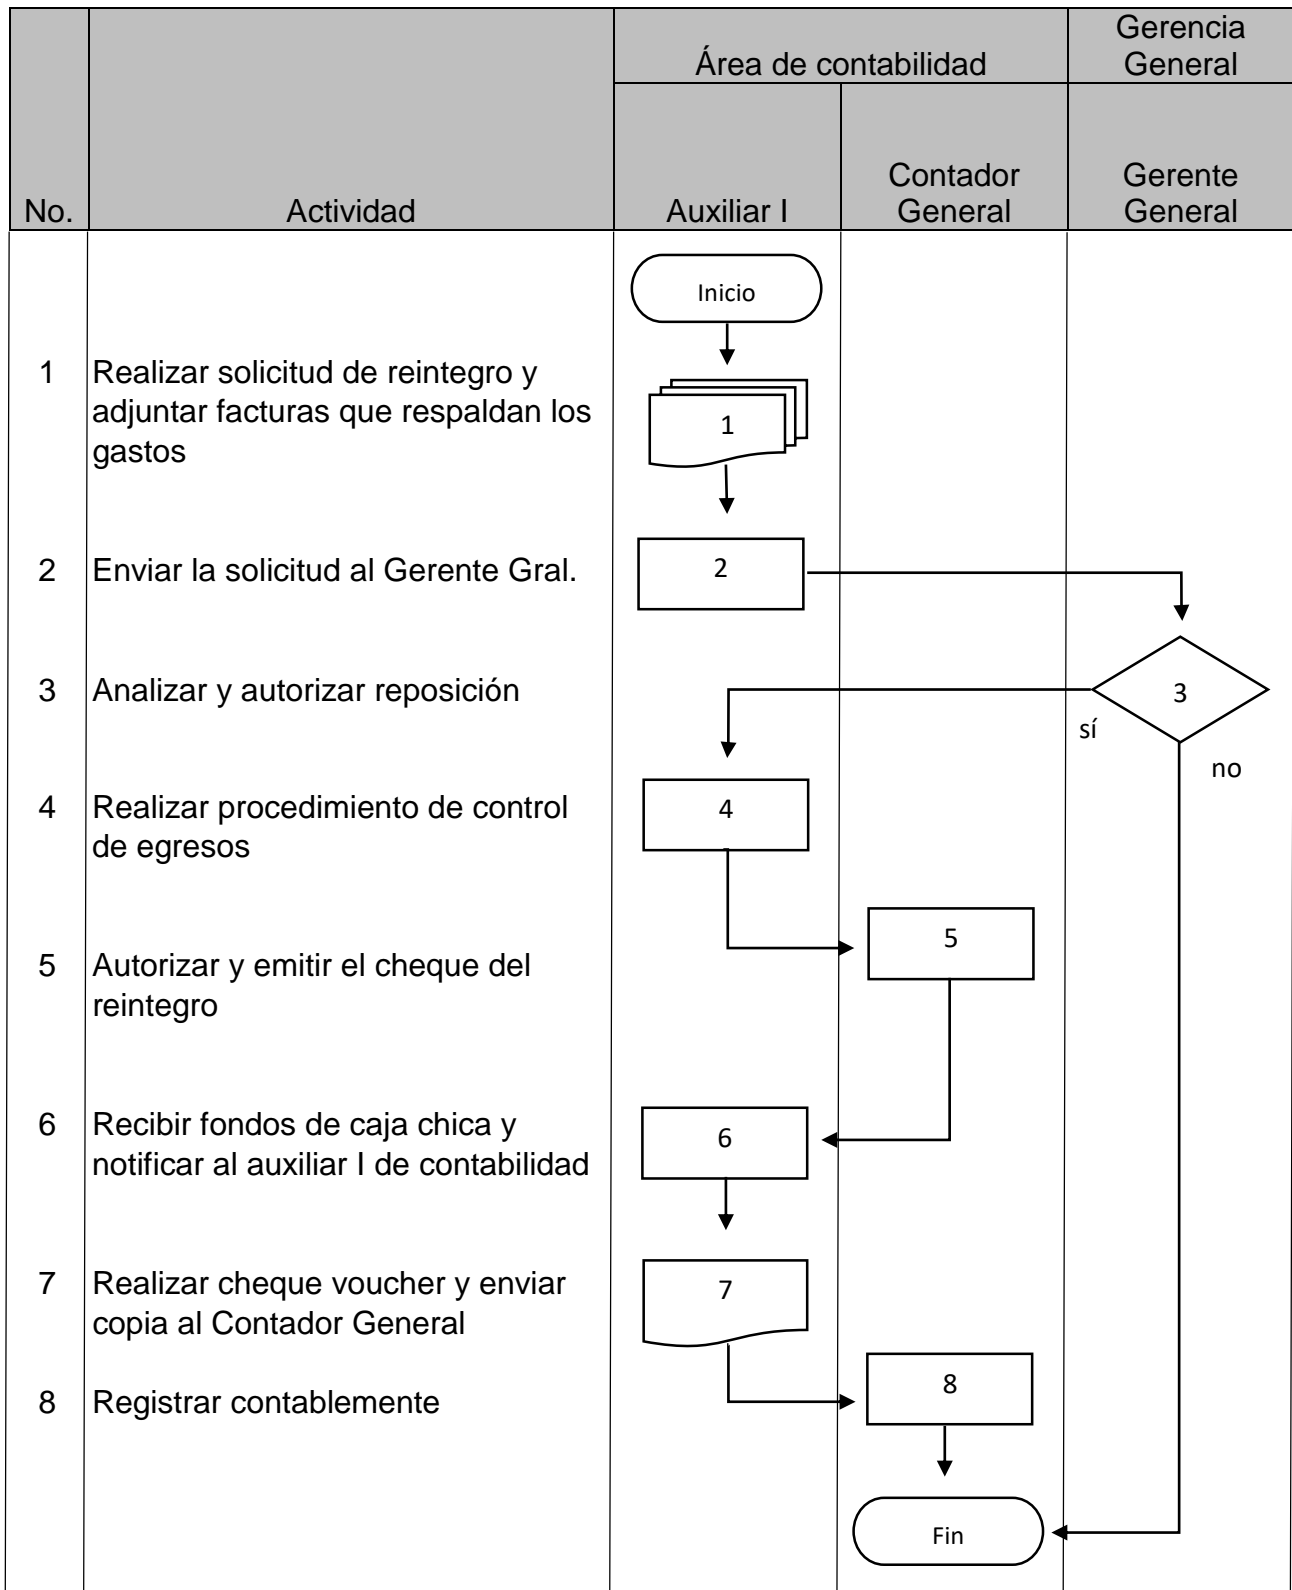 Gerencia
General
Área de contabilidad
No.
Actividad
Auxiliar I
Contador
General
Gerente
General
Inicio
1
Realizar solicitud de reintegro y
adjuntar facturas que respaldan los
gastos
1
2
Enviar la solicitud al Gerente Gral.
2
3
Analizar y autorizar reposición
3
sí
no
4
Realizar procedimiento de control
de egresos
4
5
Autorizar y emitir el cheque del
reintegro
5
6
Recibir fondos de caja chica y
notificar al auxiliar I de contabilidad
6
7
Realizar cheque voucher y enviar
copia al Contador General
7
8
Registrar contablemente
8
Fin